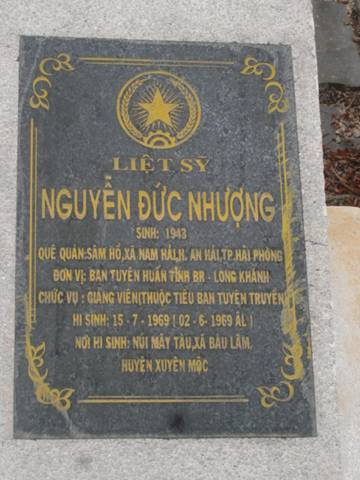 LIỆT SỸ
NGUYỄN ĐỨC NHƯỢNG
SINH: 1943
QUÊ QUÁN: SÂM HỒ, XÃ NAM HẢI, H. AN HẢI, TP. HẢI PHÒNG
ĐƠN VỊ: BAN TUYÊN HUẤN TỈNH BR - LONG KHÁNH
CHỨC VỤ : GIẢNG VIÊN(THUỘC TIỂU BAN TUYÊN TRUYỀN)
HI SINH: 15 - 7 - 1969 ( 02 - 6- 1969 ÂL )
NƠI HI SINH: NÚI MÂY TÀU, XÃ BÀU LÂM,
HUYỆN XUYÊN MỘC